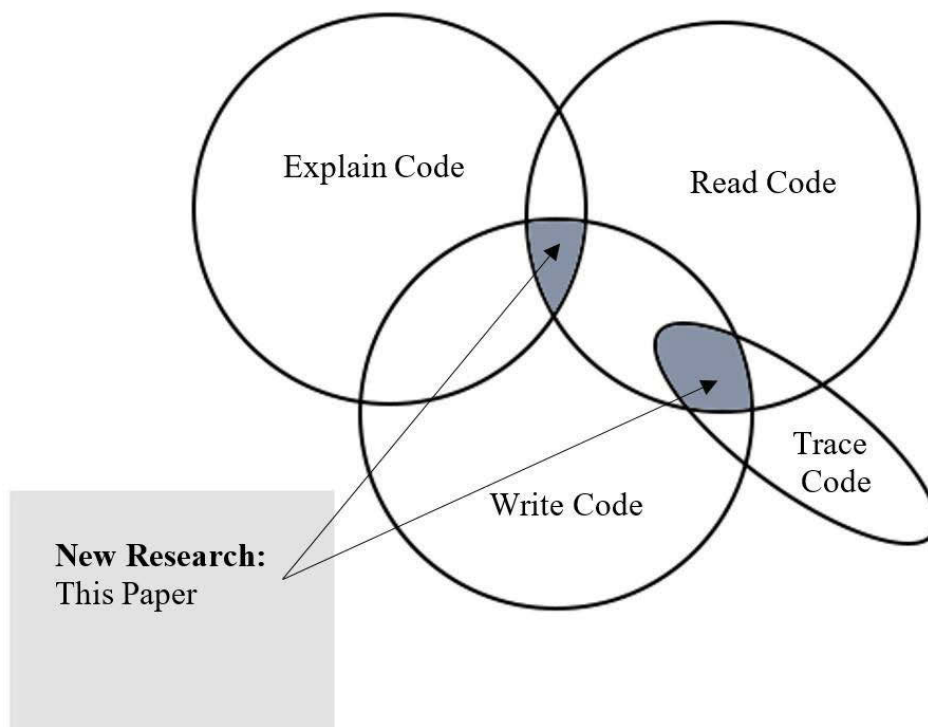 Explain Code
Read Code
Trace
Code
Write Code
New Research:
This Paper